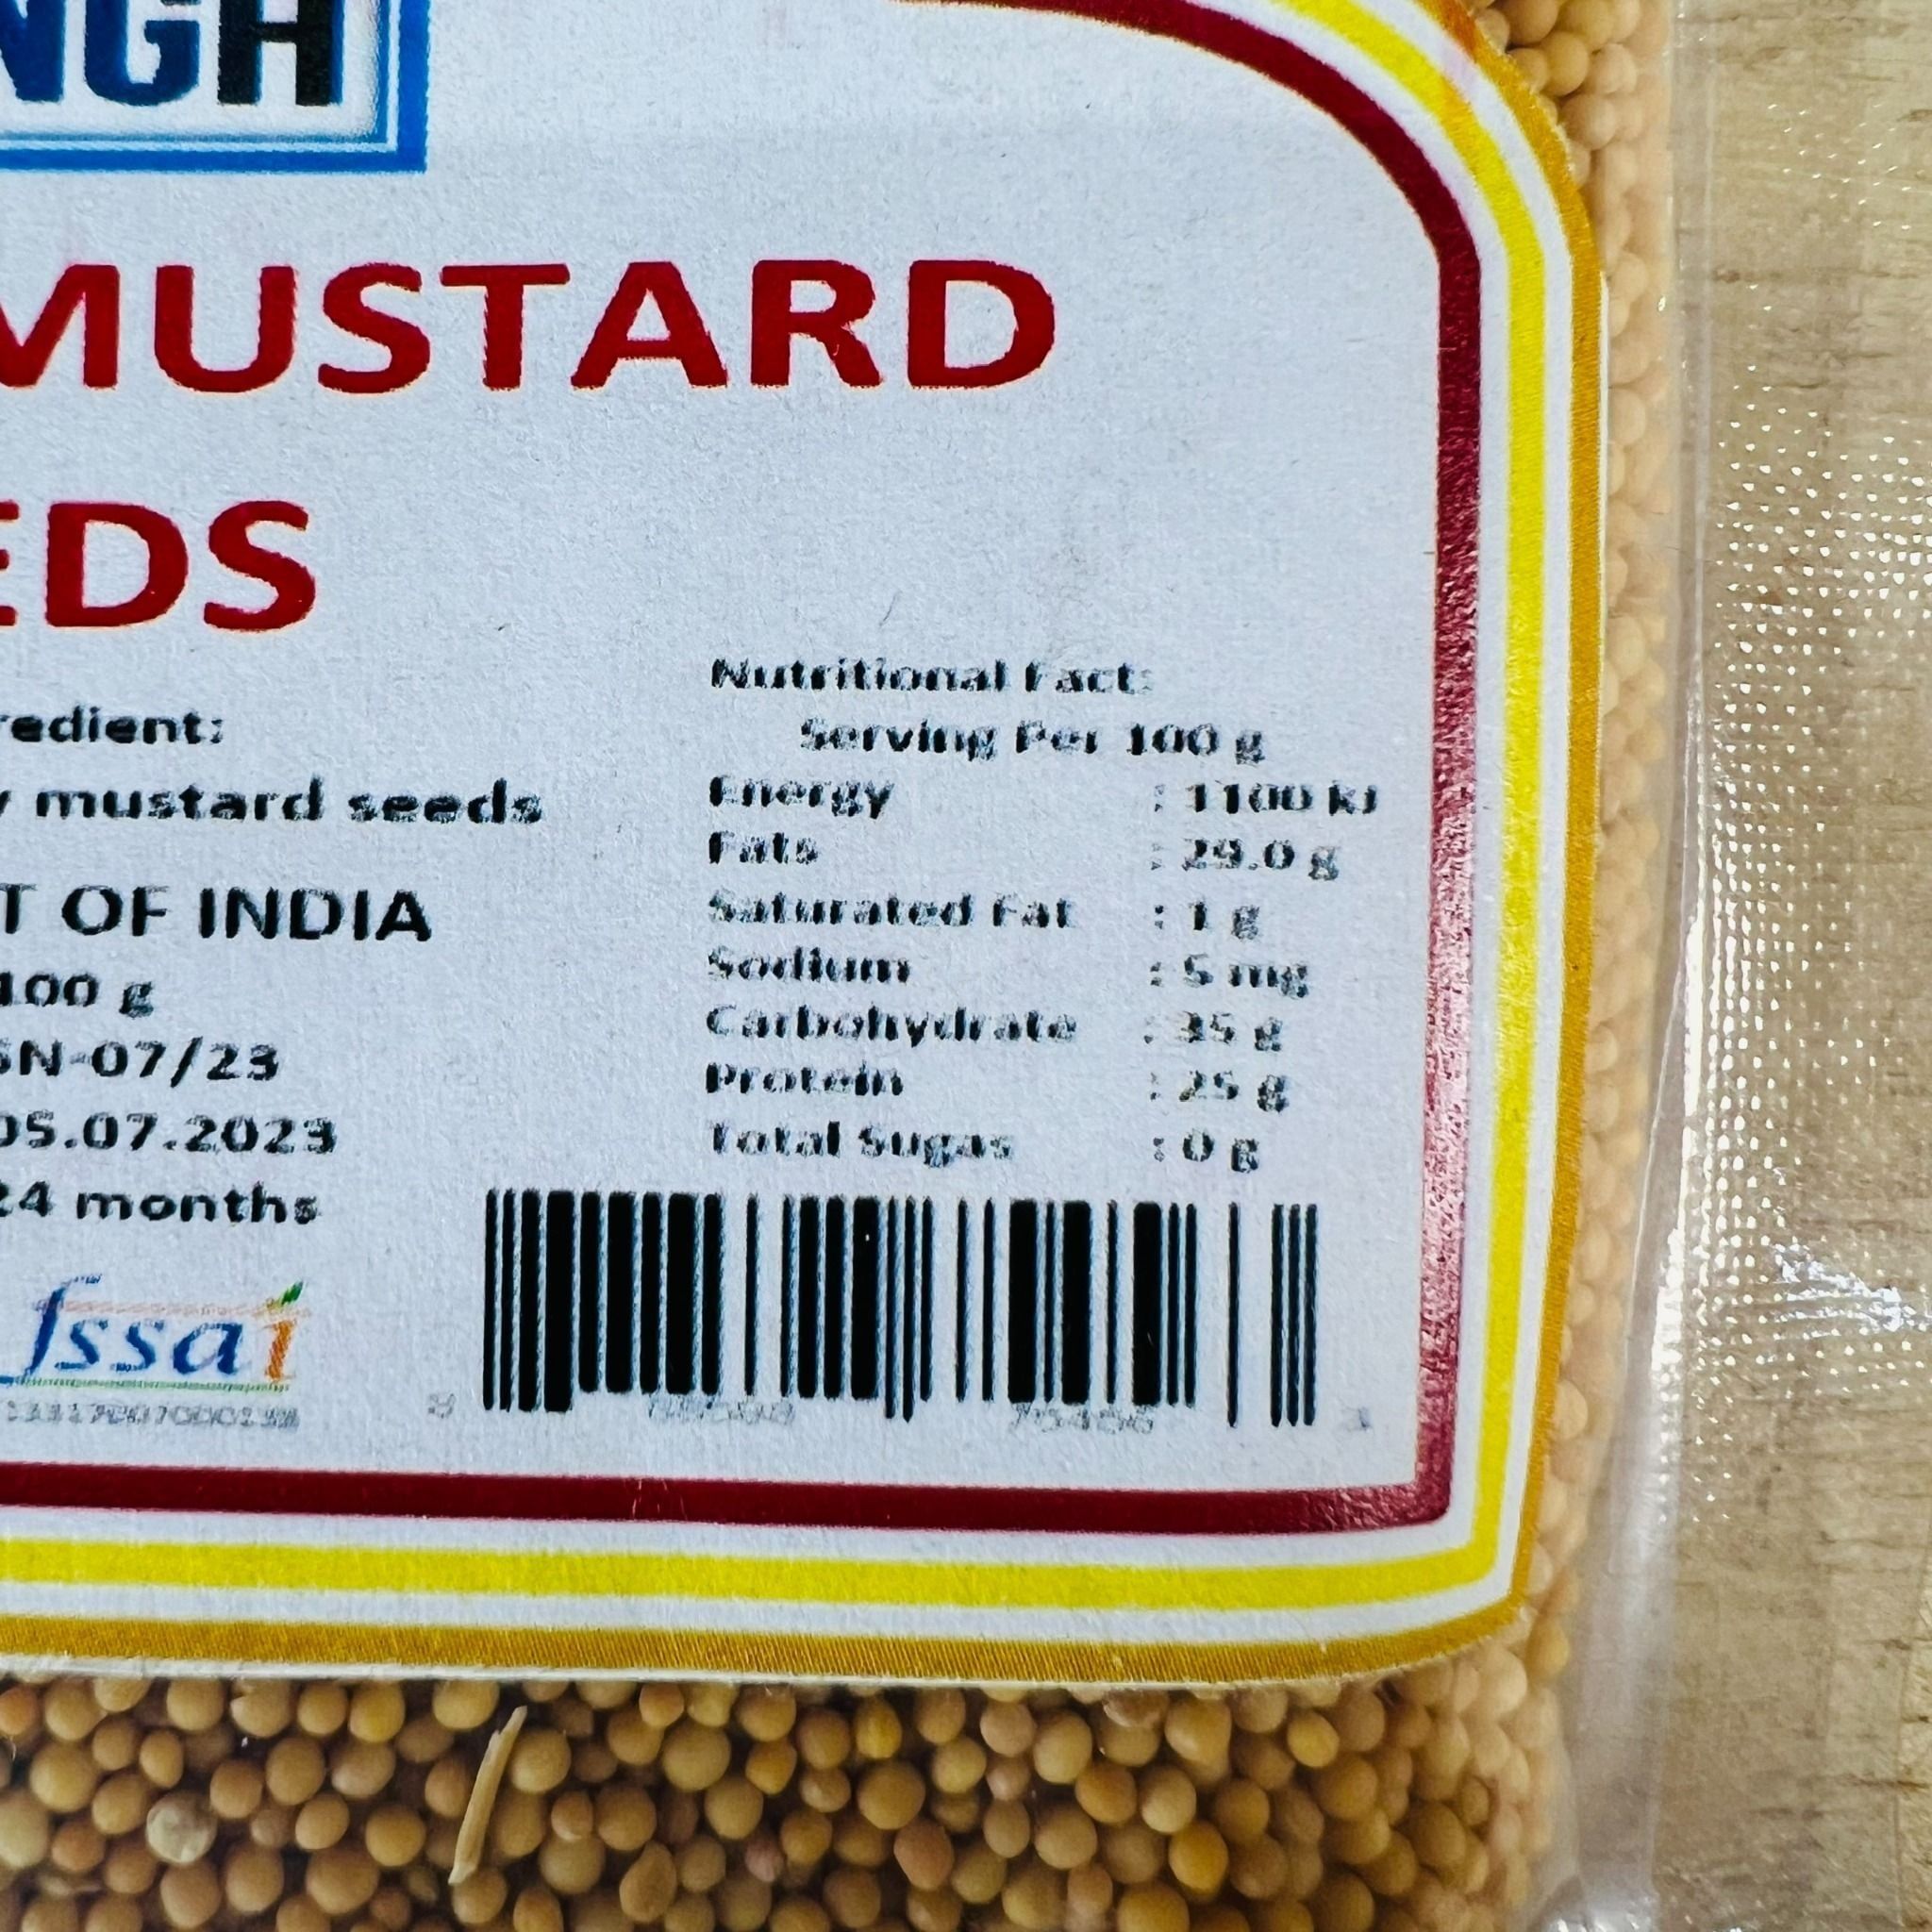 NGH
MUSTARD
EDS
redient:
y mustard seeds
T OF INDIA
100 g
SN-07/23
05.07.2023
24 months
fssai
Nutritional Fact:
Serving Per 100 g
Energy : 1100 kJ
Fats : 29.0 g
Saturated Fat : 1 g
Sodium : 5 mg
Carbohydrate : 35 g
Protein : 25 g
Total Sugas : 0 g